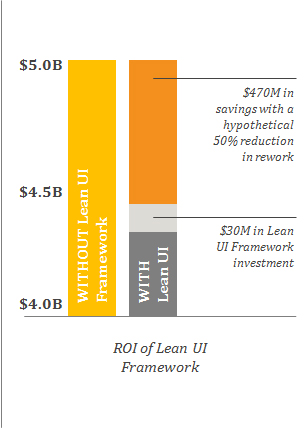 $5.0B
$4.5B
$4.0B
WITHOUT Lean UI
Framework
WITH
Lean UI
$470M in
savings with a
hypothetical
50% reduction
in rework
$30M in Lean
UI Framework
investment
ROI of Lean UI
Framework